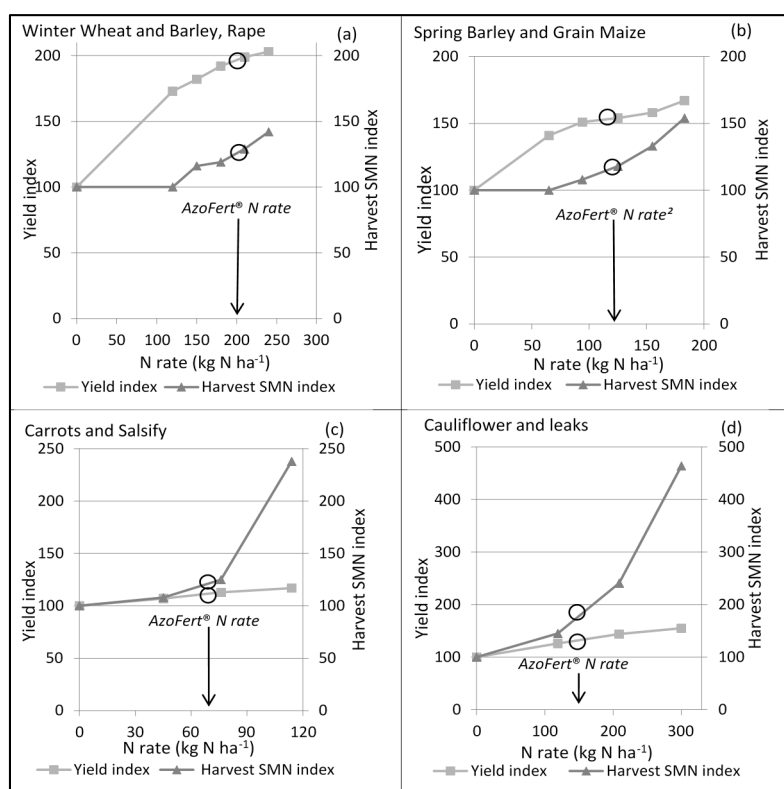 Winter Wheat and Barley, Rape
(a)
200
150
100
50
0
Yield index
200
150
100
50
0
Harvest SMN index
AzoFert® N rate
0 50 100 150 200 250 300
N rate (kg N ha⁻¹)
Yield index Harvest SMN index
Spring Barley and Grain Maize
(b)
200
150
100
50
0
Yield index
200
150
100
50
0
Harvest SMN index
AzoFert® N rate²
0 50 100 150 200
N rate (kg N ha⁻¹)
Yield index Harvest SMN index
Carrots and Salsify
(c)
250
200
150
100
50
0
Yield index
250
200
150
100
50
0
Harvest SMN index
AzoFert® N rate
0 30 60 90 120
N rate (kg N ha⁻¹)
Yield index Harvest SMN index
Cauliflower and leaks
(d)
500
400
300
200
100
0
Yield index
500
400
300
200
100
0
Harvest SMN index
AzoFert® N rate
0 100 200 300
N rate (kg N ha⁻¹)
Yield index Harvest SMN index